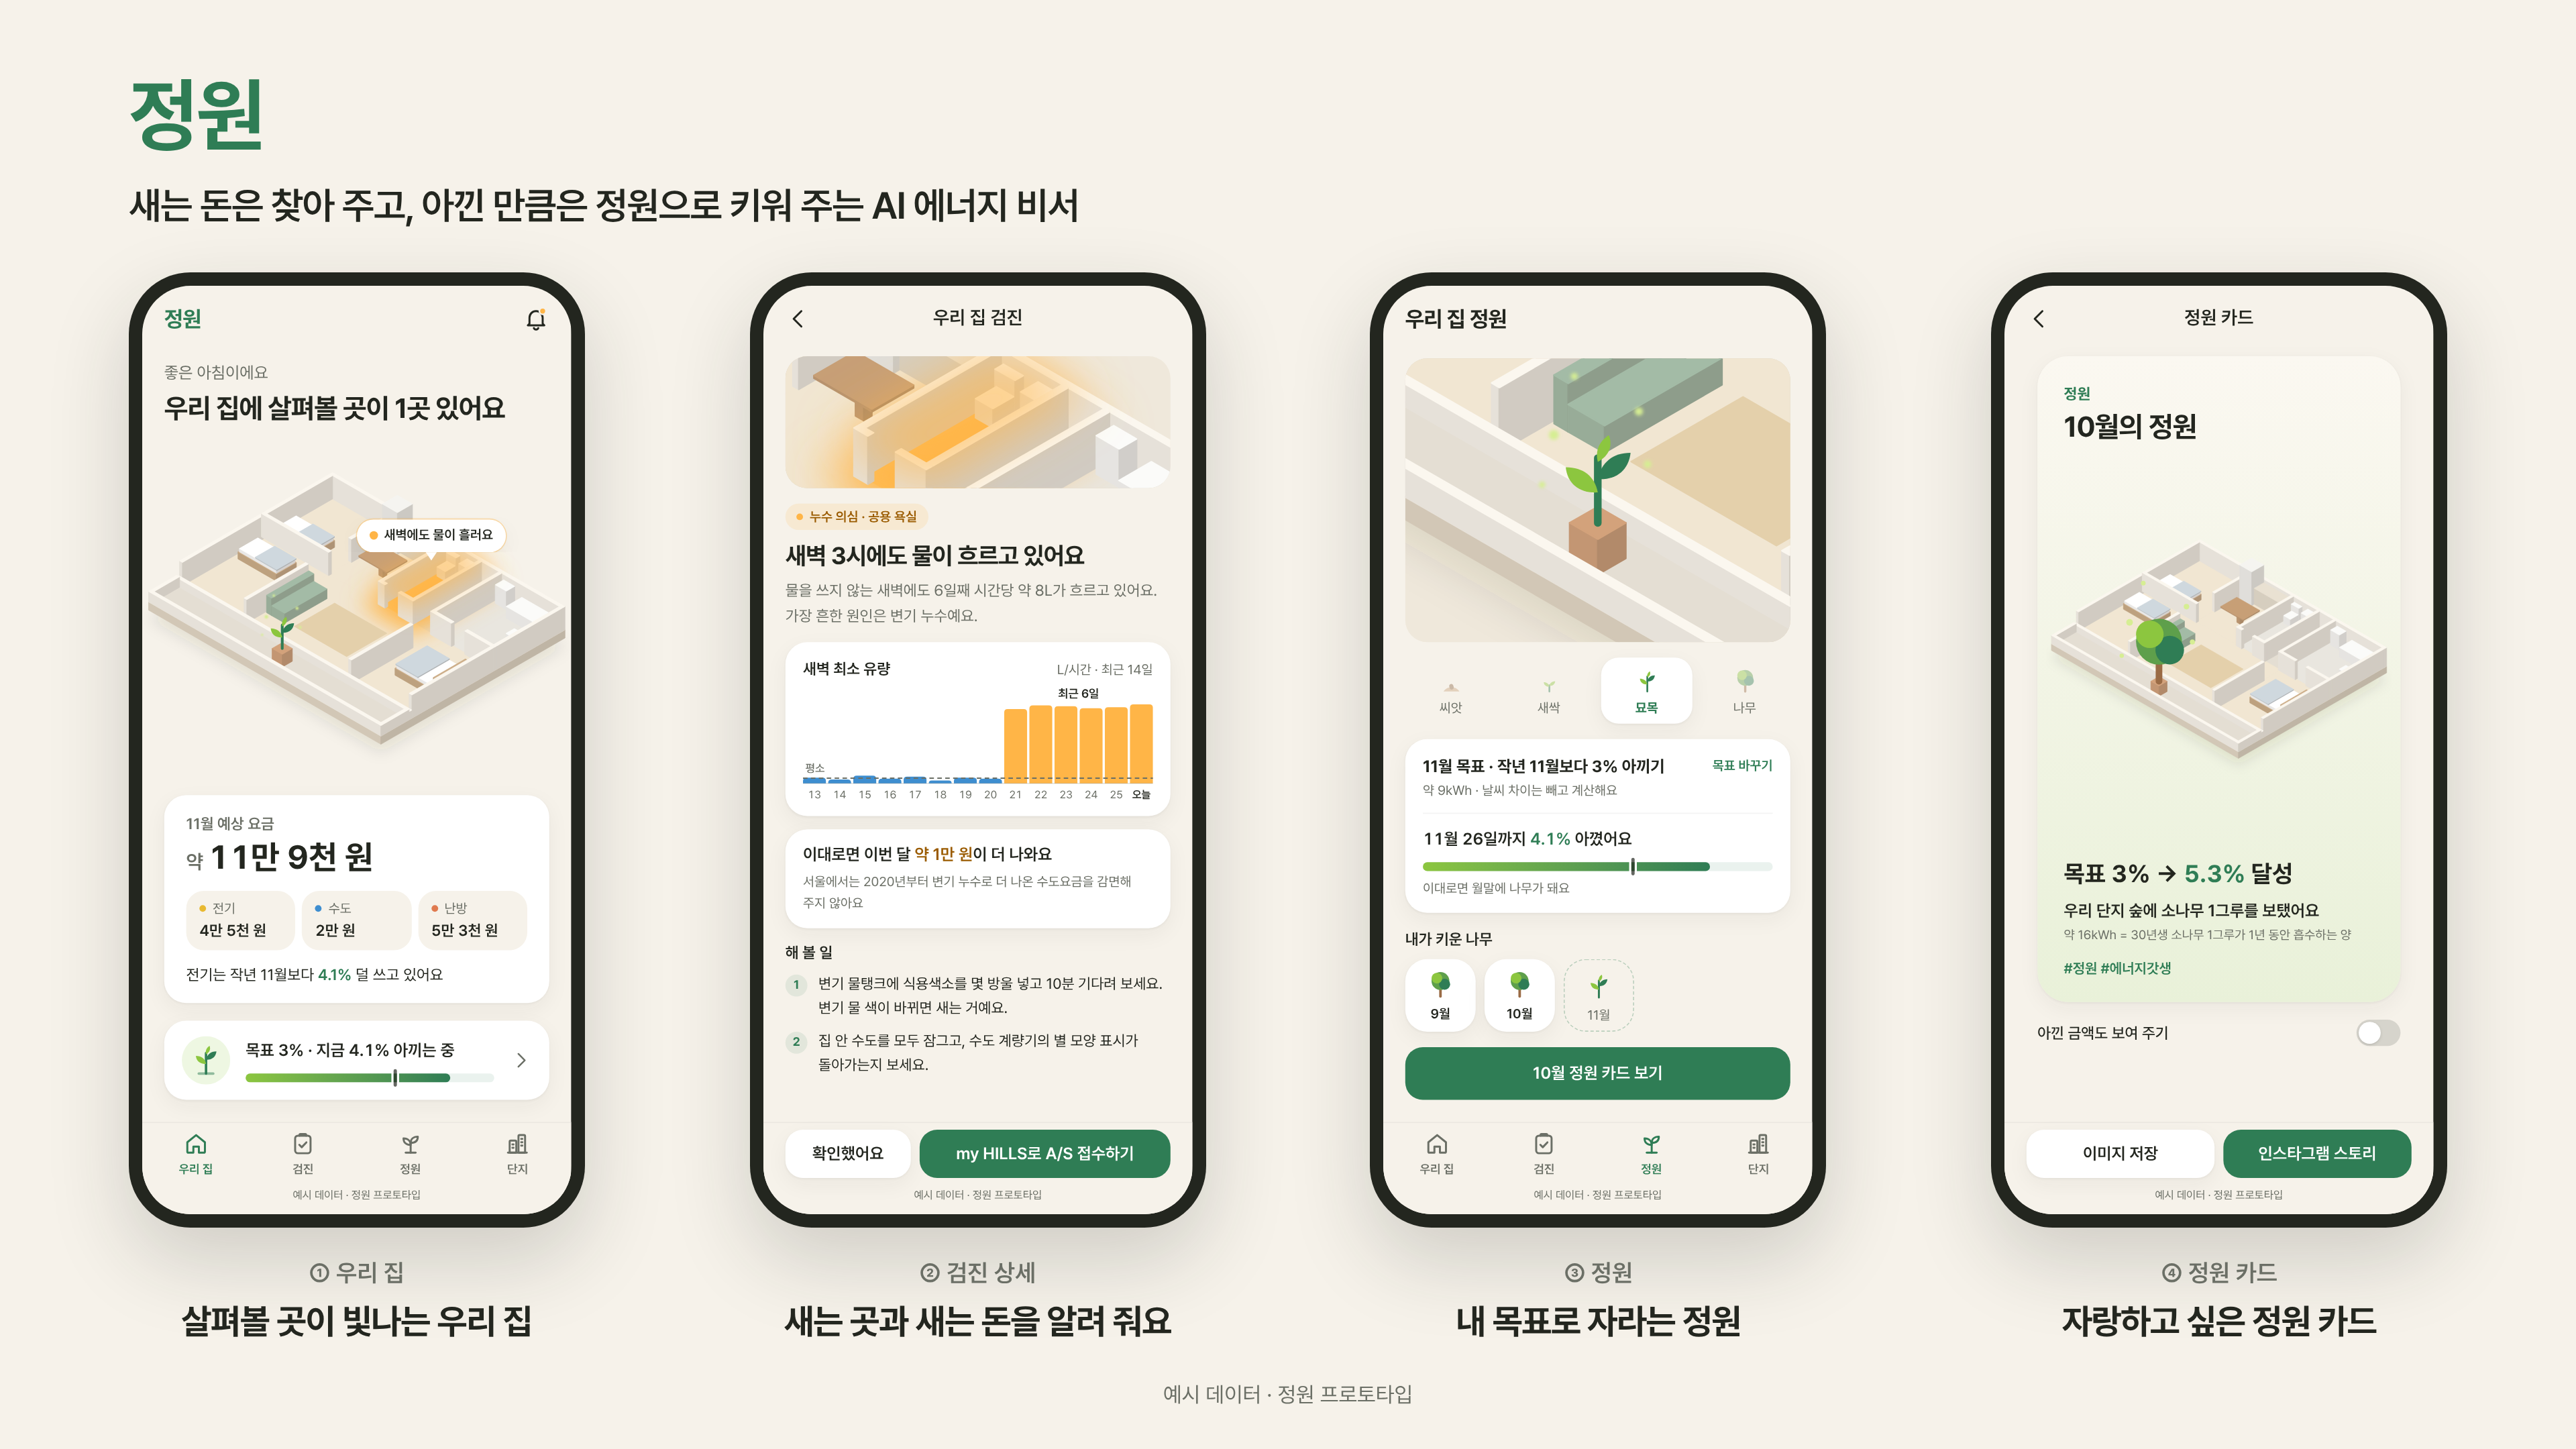 정원
새는 돈은 찾아 주고, 아낀 만큼은 정원으로 키워 주는 AI 에너지 비서
정원
좋은 아침이에요
우리 집에 살펴볼 곳이 1곳 있어요
새벽에도 물이 흘러요
11월 예상 요금
약 11만 9천 원
전기
4만 5천 원
수도
2만 원
난방
5만 3천 원
전기는 작년 11월보다 4.1% 덜 쓰고 있어요
목표 3% · 지금 4.1% 아끼는 중
우리 집
검진
정원
단지
예시 데이터 · 정원 프로토타입
① 우리 집
살펴볼 곳이 빛나는 우리 집
우리 집 검진
누수 의심 · 공용 욕실
새벽 3시에도 물이 흐르고 있어요
물을 쓰지 않는 새벽에도 6일째 시간당 약 8L가 흐르고 있어요.
가장 흔한 원인은 변기 누수예요.
새벽 최소 유량
L/시간 · 최근 14일
최근 6일
평소
13 14 15 16 17 18 19 20 21 22 23 24 25 오늘
이대로면 이번 달 약 1만 원이 더 나와요
서울에서는 2020년부터 변기 누수로 더 나온 수도요금을 감면해
주지 않아요
해 볼 일
1 변기 물탱크에 식용색소를 몇 방울 넣고 10분 기다려 보세요.
변기 물 색이 바뀌면 새는 거예요.
2 집 안 수도를 모두 잠그고, 수도 계량기의 별 모양 표시가
돌아가는지 보세요.
확인했어요
my HILLS로 A/S 접수하기
예시 데이터 · 정원 프로토타입
② 검진 상세
새는 곳과 새는 돈을 알려 줘요
우리 집 정원
씨앗
새싹
묘목
나무
11월 목표 · 작년 11월보다 3% 아끼기
목표 바꾸기
약 9kWh · 날씨 차이는 빼고 계산해요
11월 26일까지 4.1% 아꼈어요
이대로면 월말에 나무가 돼요
내가 키운 나무
9월
10월
11월
10월 정원 카드 보기
우리 집
검진
정원
단지
예시 데이터 · 정원 프로토타입
③ 정원
내 목표로 자라는 정원
정원 카드
정원
10월의 정원
목표 3% → 5.3% 달성
우리 단지 숲에 소나무 1그루를 보탰어요
약 16kWh = 30년생 소나무 1그루가 1년 동안 흡수하는 양
#정원 #에너지갓생
아낀 금액도 보여 주기
이미지 저장
인스타그램 스토리
예시 데이터 · 정원 프로토타입
④ 정원 카드
자랑하고 싶은 정원 카드
예시 데이터 · 정원 프로토타입